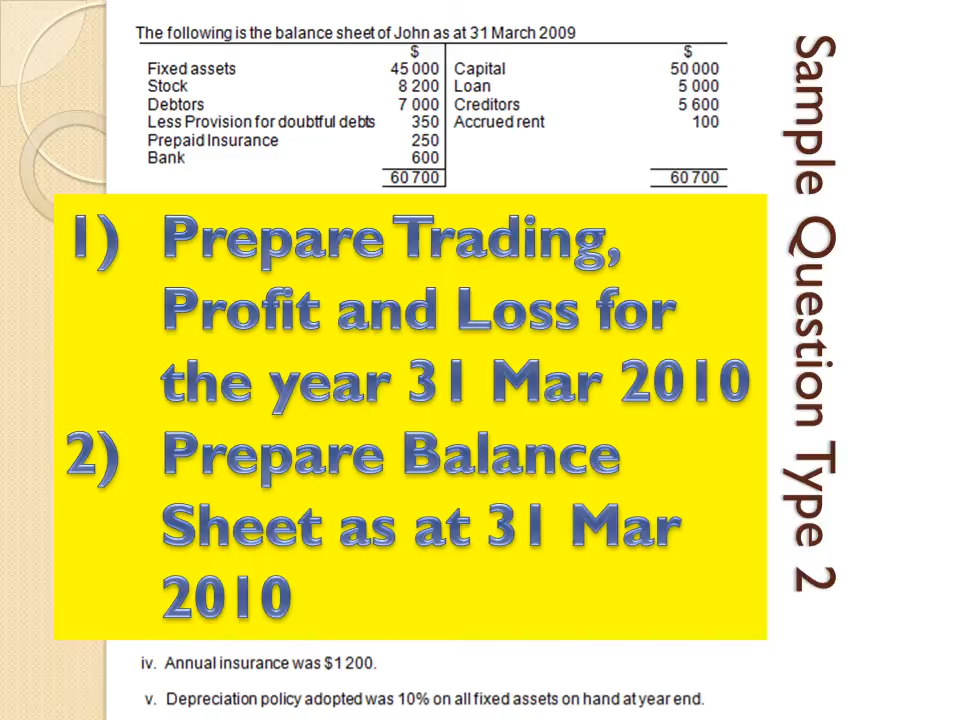 The following is the balance sheet of John as at 31 March 2009
$ $
Fixed assets 45 000 Capital 50 000
Stock 8 200 Loan 5 000
Debtors 7 000 Creditors 5 600
Less Provision for doubtful debts 350 Accrued rent 100
Prepaid Insurance 250
Bank 600
60 700 60 700
1) Prepare Trading,
Profit and Loss for
the year 31 Mar 2010
2) Prepare Balance
Sheet as at 31 Mar
2010
iv. Annual insurance was $1 200.
v. Depreciation policy adopted was 10% on all fixed assets on hand at year end.
Sample Question Type 2